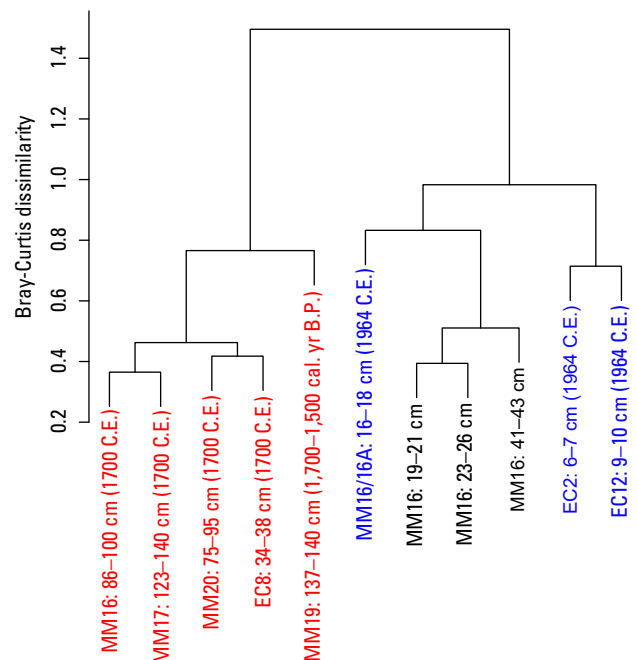 Bray-Curtis dissimilarity
1.4
1.2
1.0
0.8
0.6
0.4
0.2
MM16: 86–100 cm (1700 C.E.)
MM17: 123–140 cm (1700 C.E.)
MM20: 75–95 cm (1700 C.E.)
EC8: 34–38 cm (1700 C.E.)
MM19: 137–140 cm (1,700–1,500 cal. yr B.P.)
MM16/16A: 16–18 cm (1964 C.E.)
MM16: 19–21 cm
MM16: 23–26 cm
MM16: 41–43 cm
EC2: 6–7 cm (1964 C.E.)
EC12: 9–10 cm (1964 C.E.)